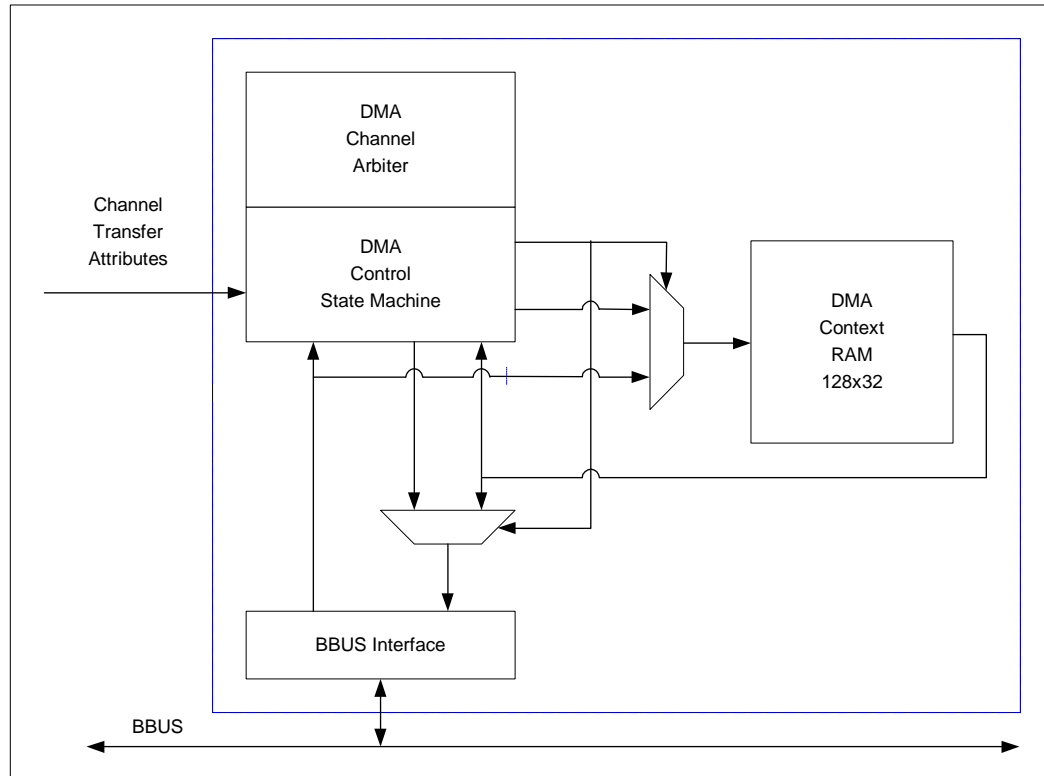 DMA
Channel
Arbiter
Channel
Transfer
Attributes
DMA
Control
State Machine
DMA
Context
RAM
128x32
BBUS Interface
BBUS